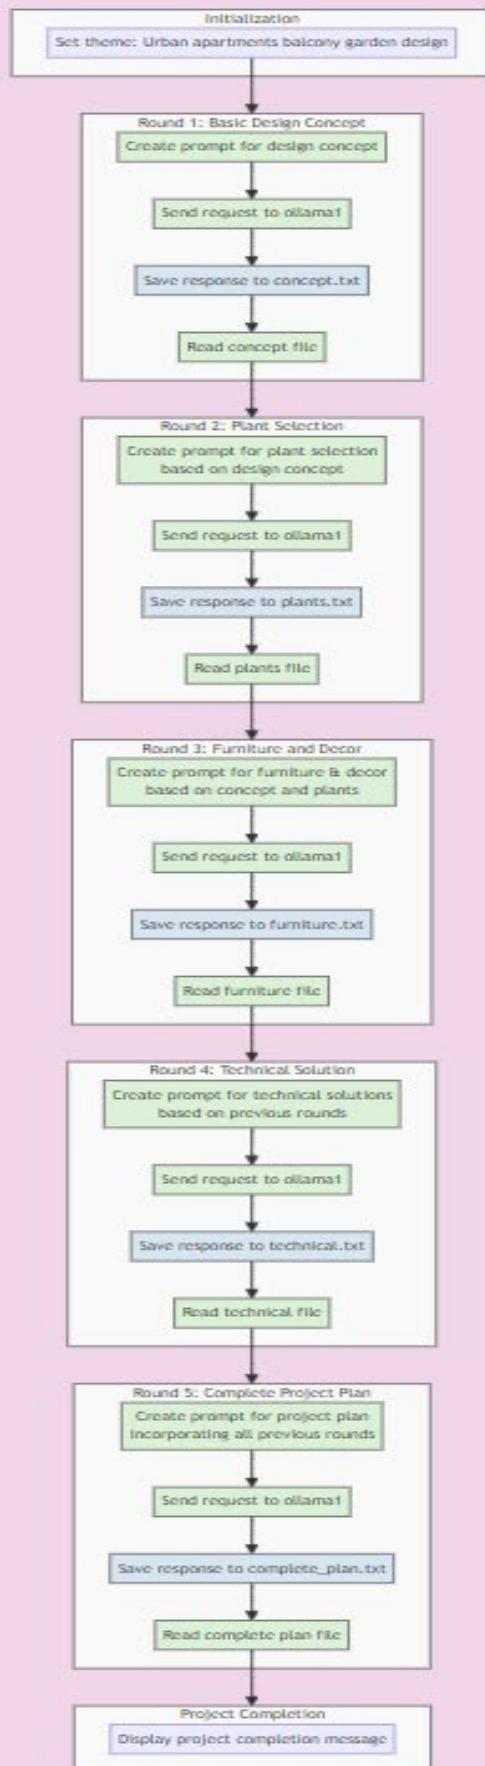 Initialization
Set theme: Urban apartments balcony garden design
Round 1: Basic Design Concept
Create prompt for design concept
Send request to ollama1
Save response to concept.txt
Read concept file
Round 2: Plant Selection
Create prompt for plant selection
based on design concept
Send request to ollama1
Save response to plants.txt
Read plants file
Round 3: Furniture and Decor
Create prompt for furniture & decor
based on concept and plants
Send request to ollama1
Save response to furniture.txt
Read furniture file
Round 4: Technical Solution
Create prompt for technical solutions
based on previous rounds
Send request to ollama1
Save response to technical.txt
Read technical file
Round 5: Complete Project Plan
Create prompt for project plan
incorporating all previous rounds
Send request to ollama1
Save response to complete_plan.txt
Read complete plan file
Project Completion
Display project completion message